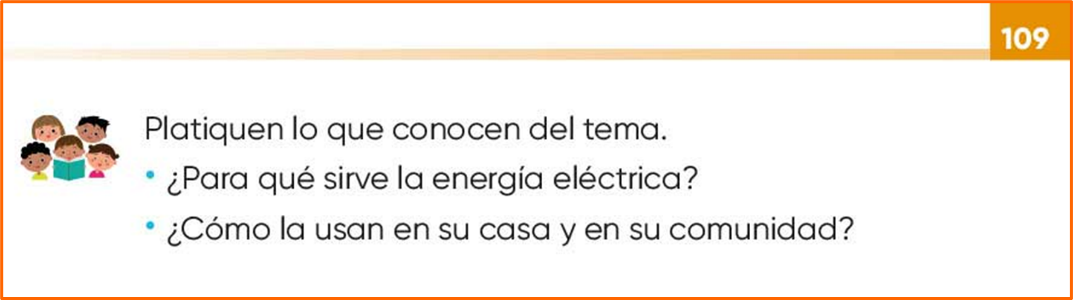 109
Platiquen lo que conocen del tema.
• ¿Para qué sirve la energía eléctrica?
• ¿Cómo la usan en su casa y en su comunidad?